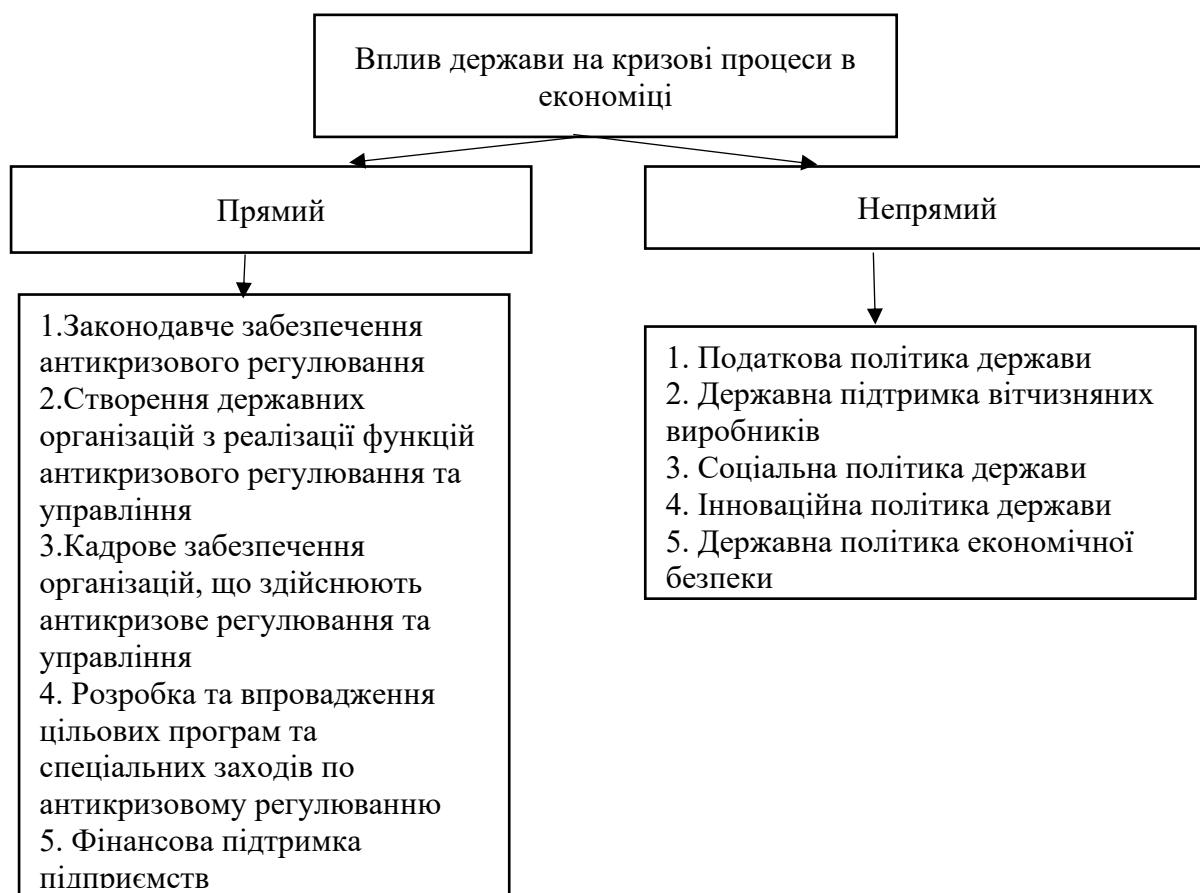 Вплив держави на кризові процеси в
економіці
Прямий
Непрямий
1.Законодавче забезпечення
антикризового регулювання
2.Створення державних
організацій з реалізації функцій
антикризового регулювання та
управління
3.Кадрове забезпечення
організацій, що здійснюють
антикризове регулювання та
управління
4. Розробка та впровадження
цільових програм та
спеціальних заходів по
антикризовому регулюванню
5. Фінансова підтримка
підприємств
1. Податкова політика держави
2. Державна підтримка вітчизняних
виробників
3. Соціальна політика держави
4. Інноваційна політика держави
5. Державна політика економічної
безпеки